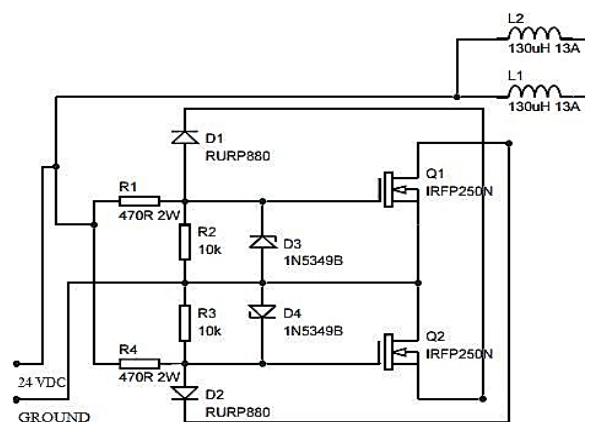 L2
130uH 13A
L1
130uH 13A
D1
RURP880
Q1
IRFP250N
R1
470R 2W
R2
10k
D3
1N5349B
R3
10k
D4
1N5349B
Q2
IRFP250N
R4
470R 2W
D2
RURP880
24 VDC
GROUND